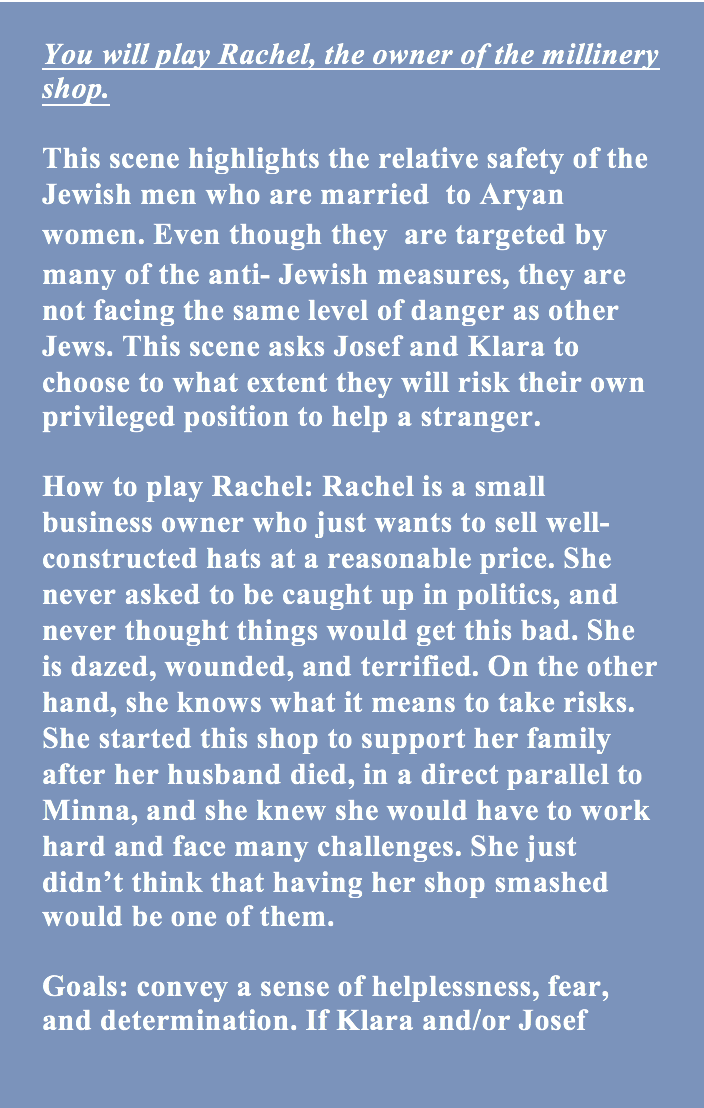 You will play Rachel, the owner of the millinery
shop.
This scene highlights the relative safety of the
Jewish men who are married to Aryan
women. Even though they are targeted by
many of the anti- Jewish measures, they are
not facing the same level of danger as other
Jews. This scene asks Josef and Klara to
choose to what extent they will risk their own
privileged position to help a stranger.
How to play Rachel: Rachel is a small
business owner who just wants to sell well-
constructed hats at a reasonable price. She
never asked to be caught up in politics, and
never thought things would get this bad. She
is dazed, wounded, and terrified. On the other
hand, she knows what it means to take risks.
She started this shop to support her family
after her husband died, in a direct parallel to
Minna, and she knew she would have to work
hard and face many challenges. She just
didn’t think that having her shop smashed
would be one of them.
Goals: convey a sense of helplessness, fear,
and determination. If Klara and/or Josef